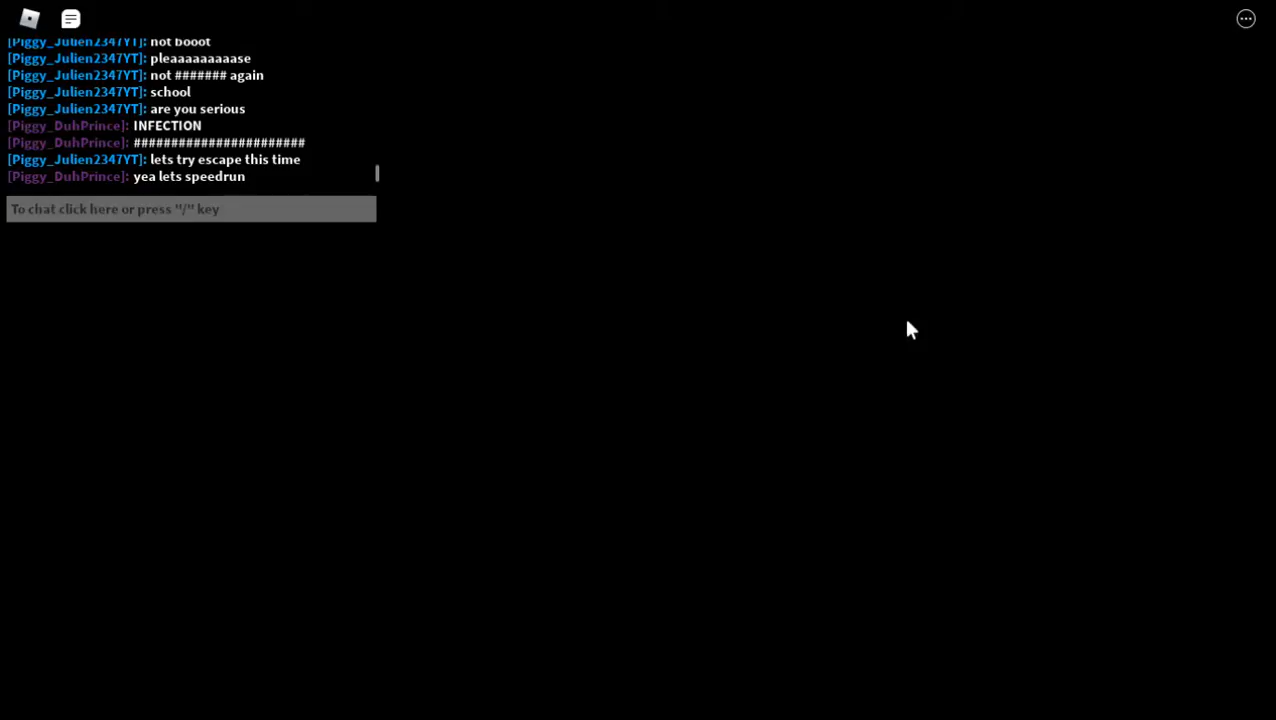 [Piggy_Julien2347YT]: not booot
[Piggy_Julien2347YT]: pleaaaaaaaase
[Piggy_Julien2347YT]: not ####### again
[Piggy_Julien2347YT]: school
[Piggy_Julien2347YT]: are you serious
[Piggy_DuhPrince]: INFECTION
[Piggy_DuhPrince]: #######################
[Piggy_Julien2347YT]: lets try escape this time
[Piggy_DuhPrince]: yea lets speedrun
To chat click here or press "/" key